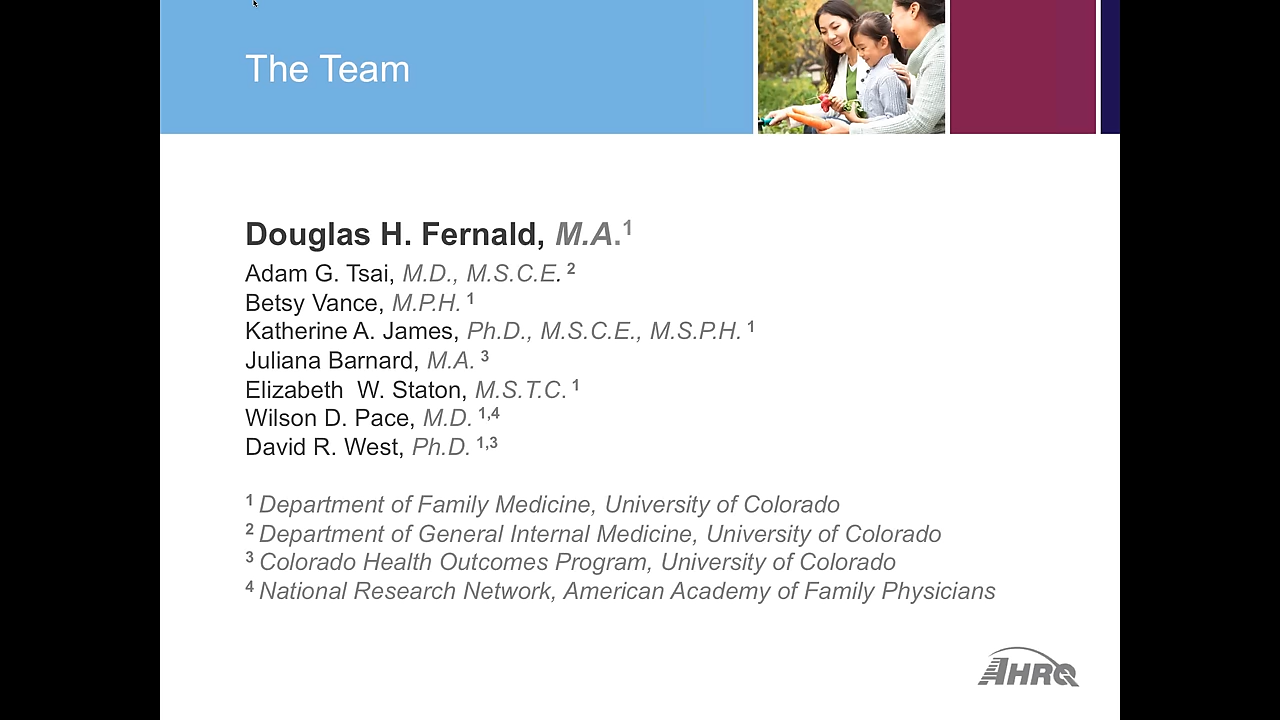 The Team
Douglas H. Fernald, M.A.¹
Adam G. Tsai, M.D., M.S.C.E. ²
Betsy Vance, M.P.H. ¹
Katherine A. James, Ph.D., M.S.C.E., M.S.P.H. ¹
Juliana Barnard, M.A. ³
Elizabeth  W. Staton, M.S.T.C. ¹
Wilson D. Pace, M.D. ¹,⁴
David R. West, Ph.D. ¹,³
¹ Department of Family Medicine, University of Colorado
² Department of General Internal Medicine, University of Colorado
³ Colorado Health Outcomes Program, University of Colorado
⁴ National Research Network, American Academy of Family Physicians
AHRQ